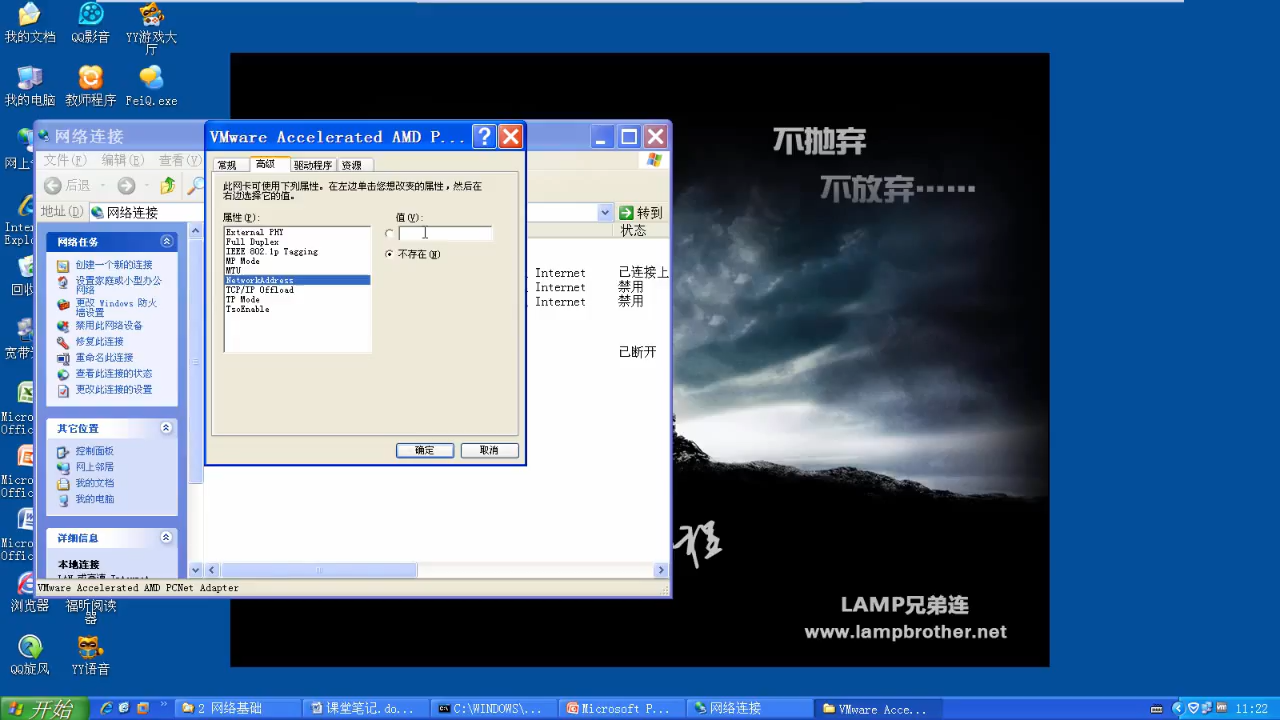 我的文档
QQ影音
YY游戏大厅
我的电脑
教师程序
FeiQ.exe
不抛弃
不放弃……
网络连接
VMware Accelerated AMD P...
文件(F)
编辑(E)
查看(V)
后退
地址(D)
网络连接
转到
常规
高级
驱动程序
资源
此网卡可使用下列属性。在左边单击您想改变的属性，然后在
右边选择它的值。
属性(P):
值(V):
External PHY
Full Duplex
IEEE 802.1p Tagging
MP Mode
MTU
NetworkAddress
TCP/IP Offload
TP Mode
TsoEnable
不存在(N)
确定
取消
状态
Internet 已连接上
Internet 禁用
Internet 禁用
已断开
网络任务
创建一个新的连接
设置家庭或小型办公
网络
更改 Windows 防火
墙设置
禁用此网络设备
修复此连接
重命名此连接
查看此连接的状态
更改此连接的设置
其它位置
控制面板
网上邻居
我的文档
我的电脑
详细信息
本地连接
VMware Accelerated AMD PCNet Adapter
网上
Inter
Explo
回收
宽带
Micro
Offic
Micro
Offic
Micro
Offic
浏览器
福昕阅读器
QQ旋风
YY语音
程
LAMP兄弟连
www.lampbrother.net
开始
2 网络基础
课堂笔记.do...
C:\WINDOWS\...
Microsoft P...
网络连接
VMware Acce...
11:22